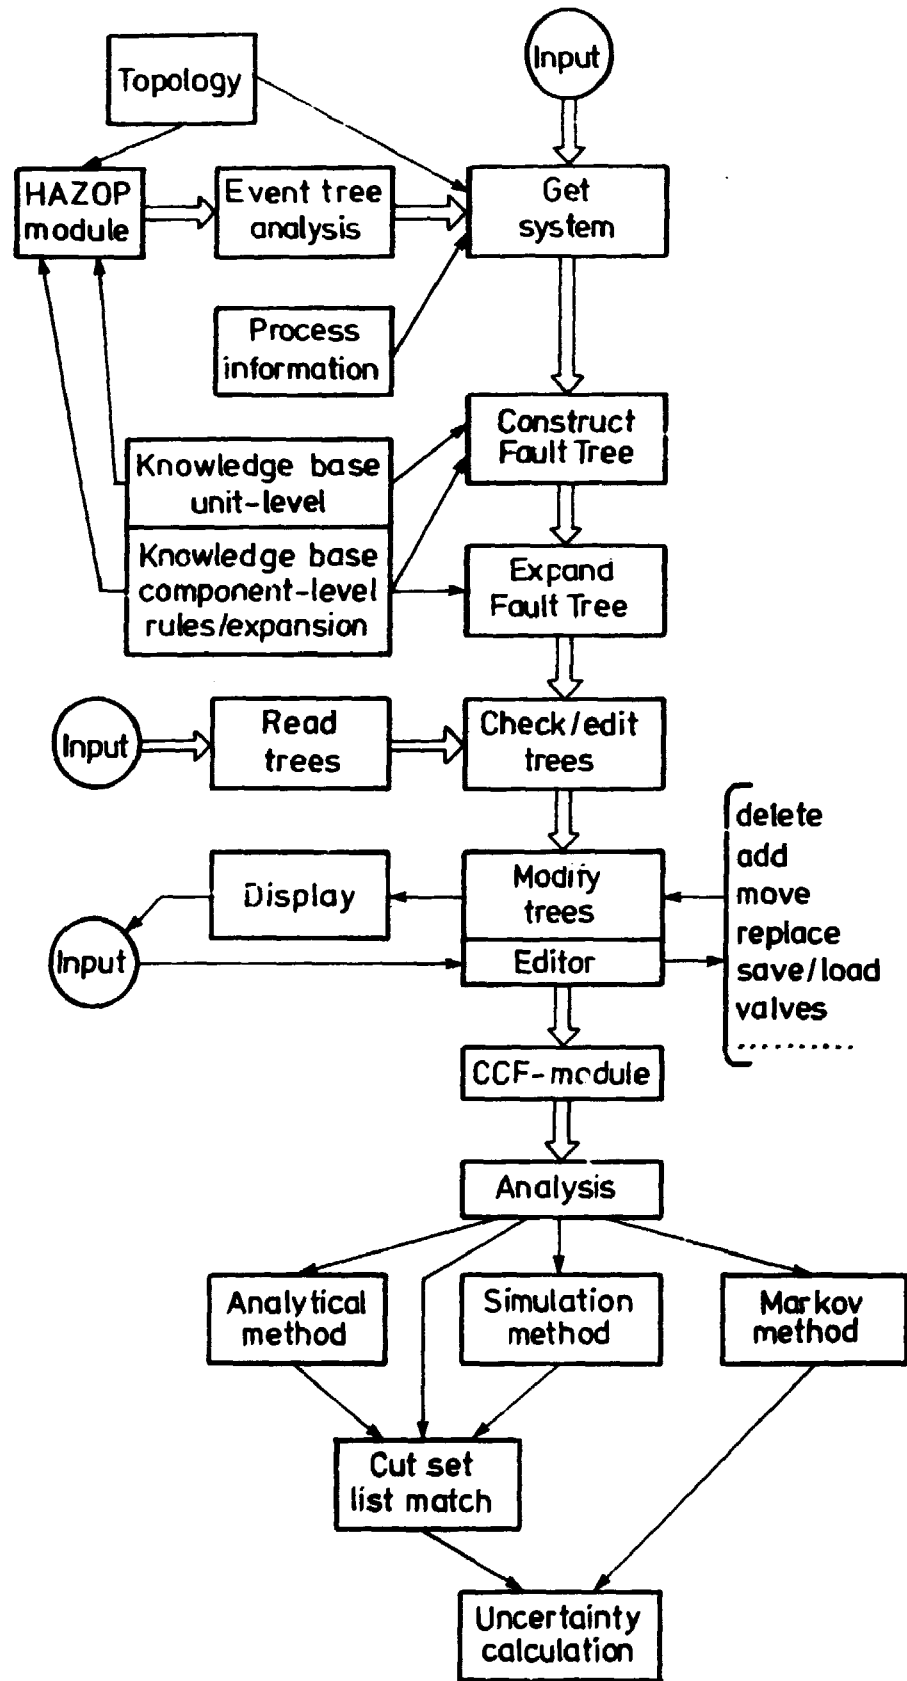 Input
Topology
HAZOP
module
Event tree
analysis
Get
system
Process
information
Construct
Fault Tree
Knowledge base
unit-level
Knowledge base
component-level
rules/expansion
Expand
Fault Tree
Input
Read
trees
Check/edit
trees
delete
add
move
replace
save/load
valves
.........
Display
Modify
trees
Input
Editor
CCF-module
Analysis
Analytical
method
Simulation
method
Markov
method
Cut set
list match
Uncertainty
calculation